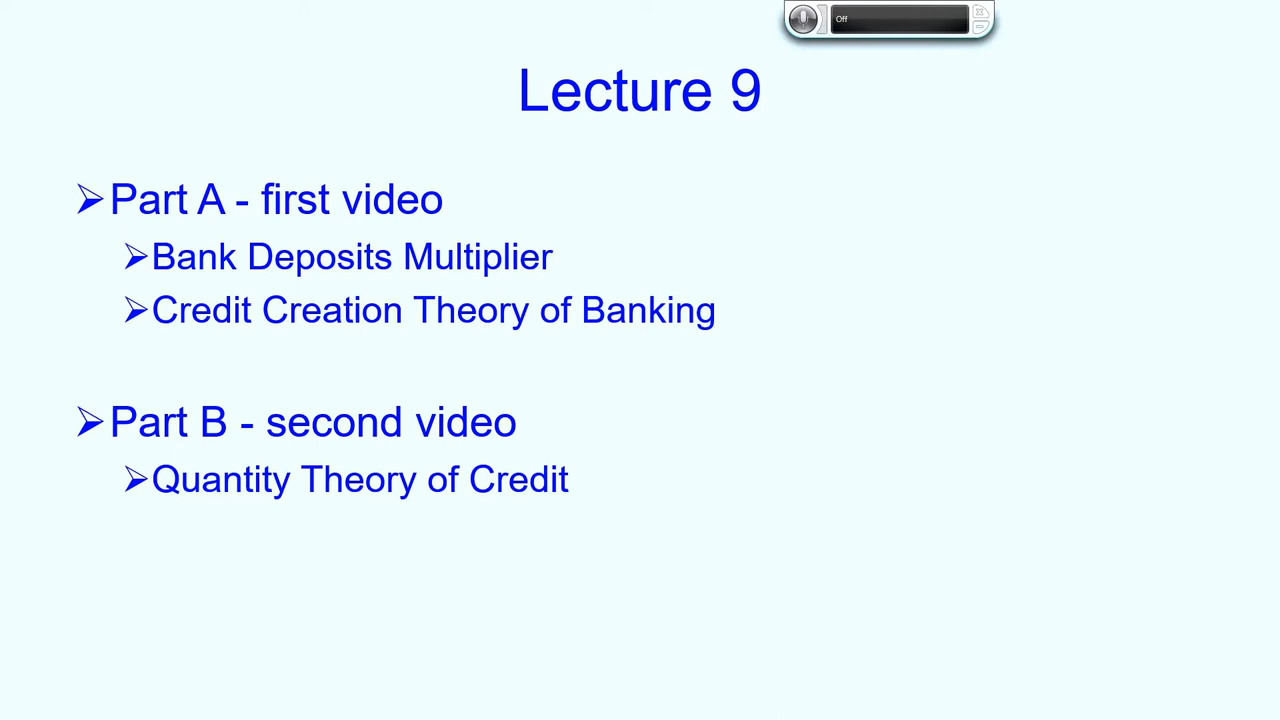 Off
Lecture 9
Part A - first video
Bank Deposits Multiplier
Credit Creation Theory of Banking
Part B - second video
Quantity Theory of Credit